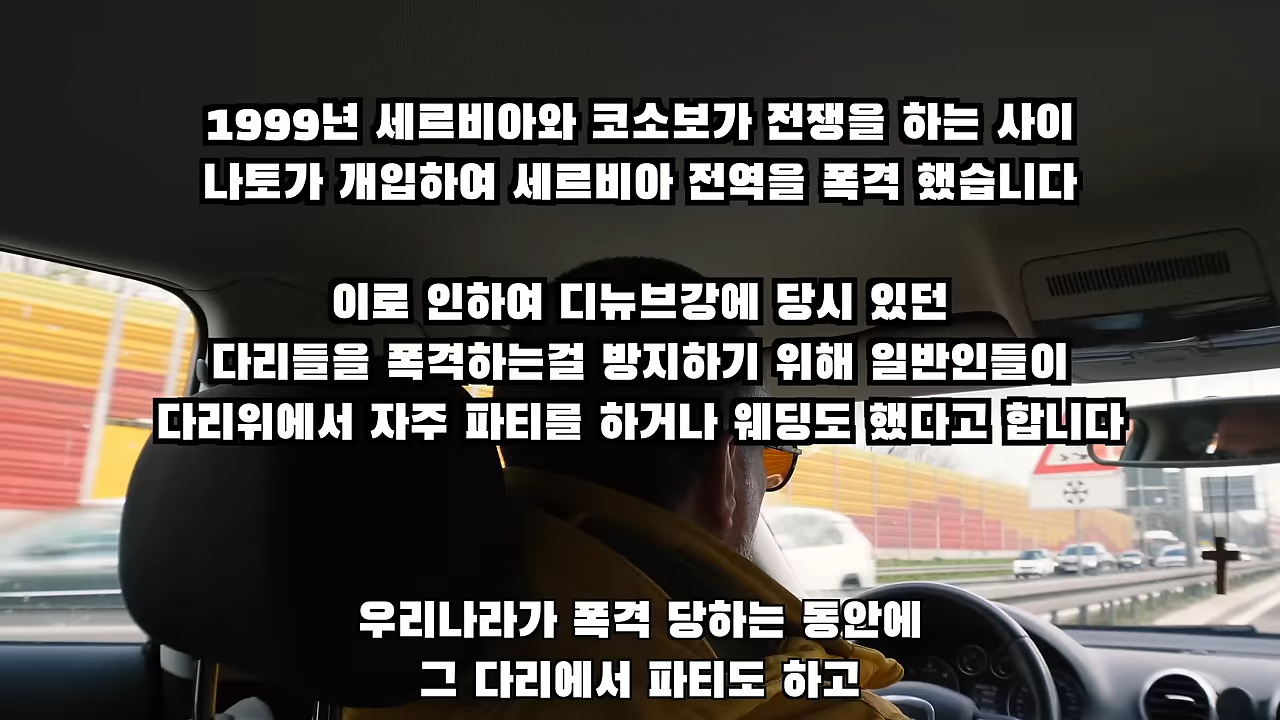 1999년 세르비아와 코소보가 전쟁을 하는 사이
나토가 개입하여 세르비아 전역을 폭격 했습니다
이로 인하여 디뉴브강에 당시 있던
다리들을 폭격하는걸 방지하기 위해 일반인들이
다리위에서 자주 파티를 하거나 웨딩도 했다고 합니다
우리나라가 폭격 당하는 동안에
그 다리에서 파티도 하고